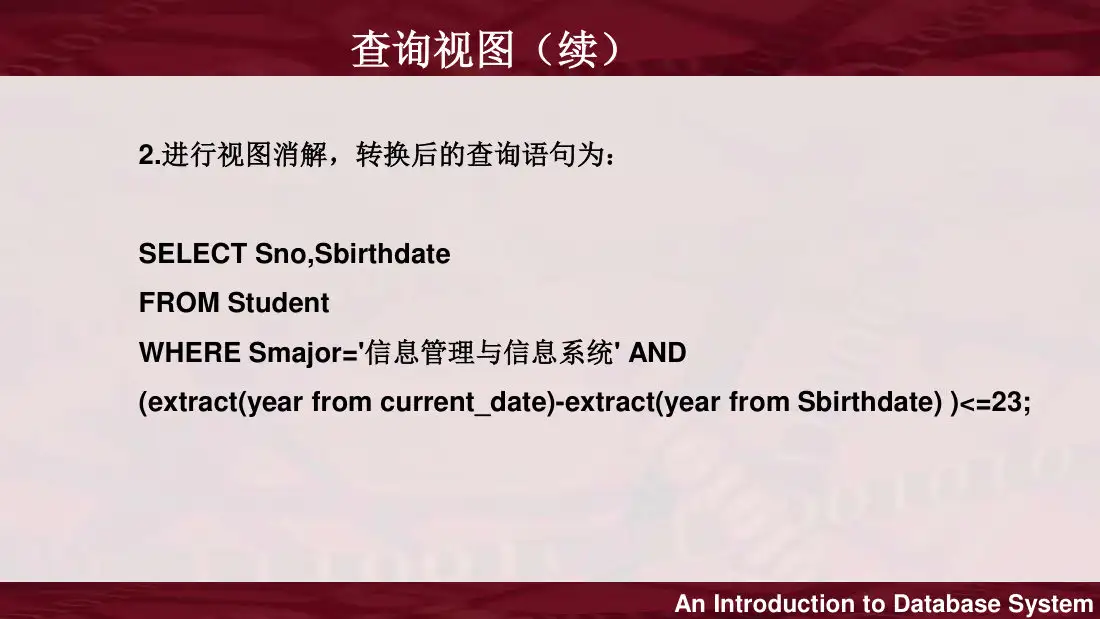 查询视图（续）
2.进行视图消解，转换后的查询语句为：
SELECT Sno,Sbirthdate
FROM Student
WHERE Smajor='信息管理与信息系统' AND
(extract(year from current_date)-extract(year from Sbirthdate) )<=23;
An Introduction to Database System